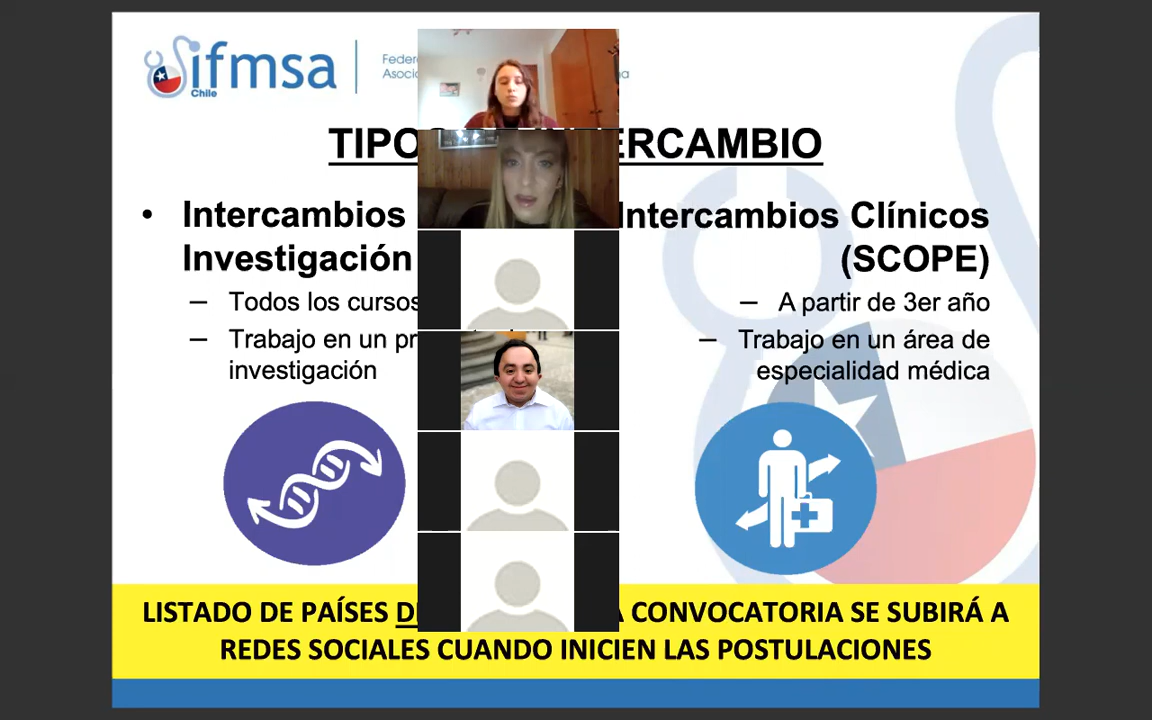 ifmsa
Chile
TIPO ERCAMBIO
Intercambios
Investigación
Todos los cursos
Trabajo en un pr
investigación
Intercambios Clínicos
(SCOPE)
A partir de 3er año
Trabajo en un área de
especialidad médica
LISTADO DE PAÍSES CONVOCATORIA SE SUBIRÁ A
REDES SOCIALES CUANDO INICIEN LAS POSTULACIONES